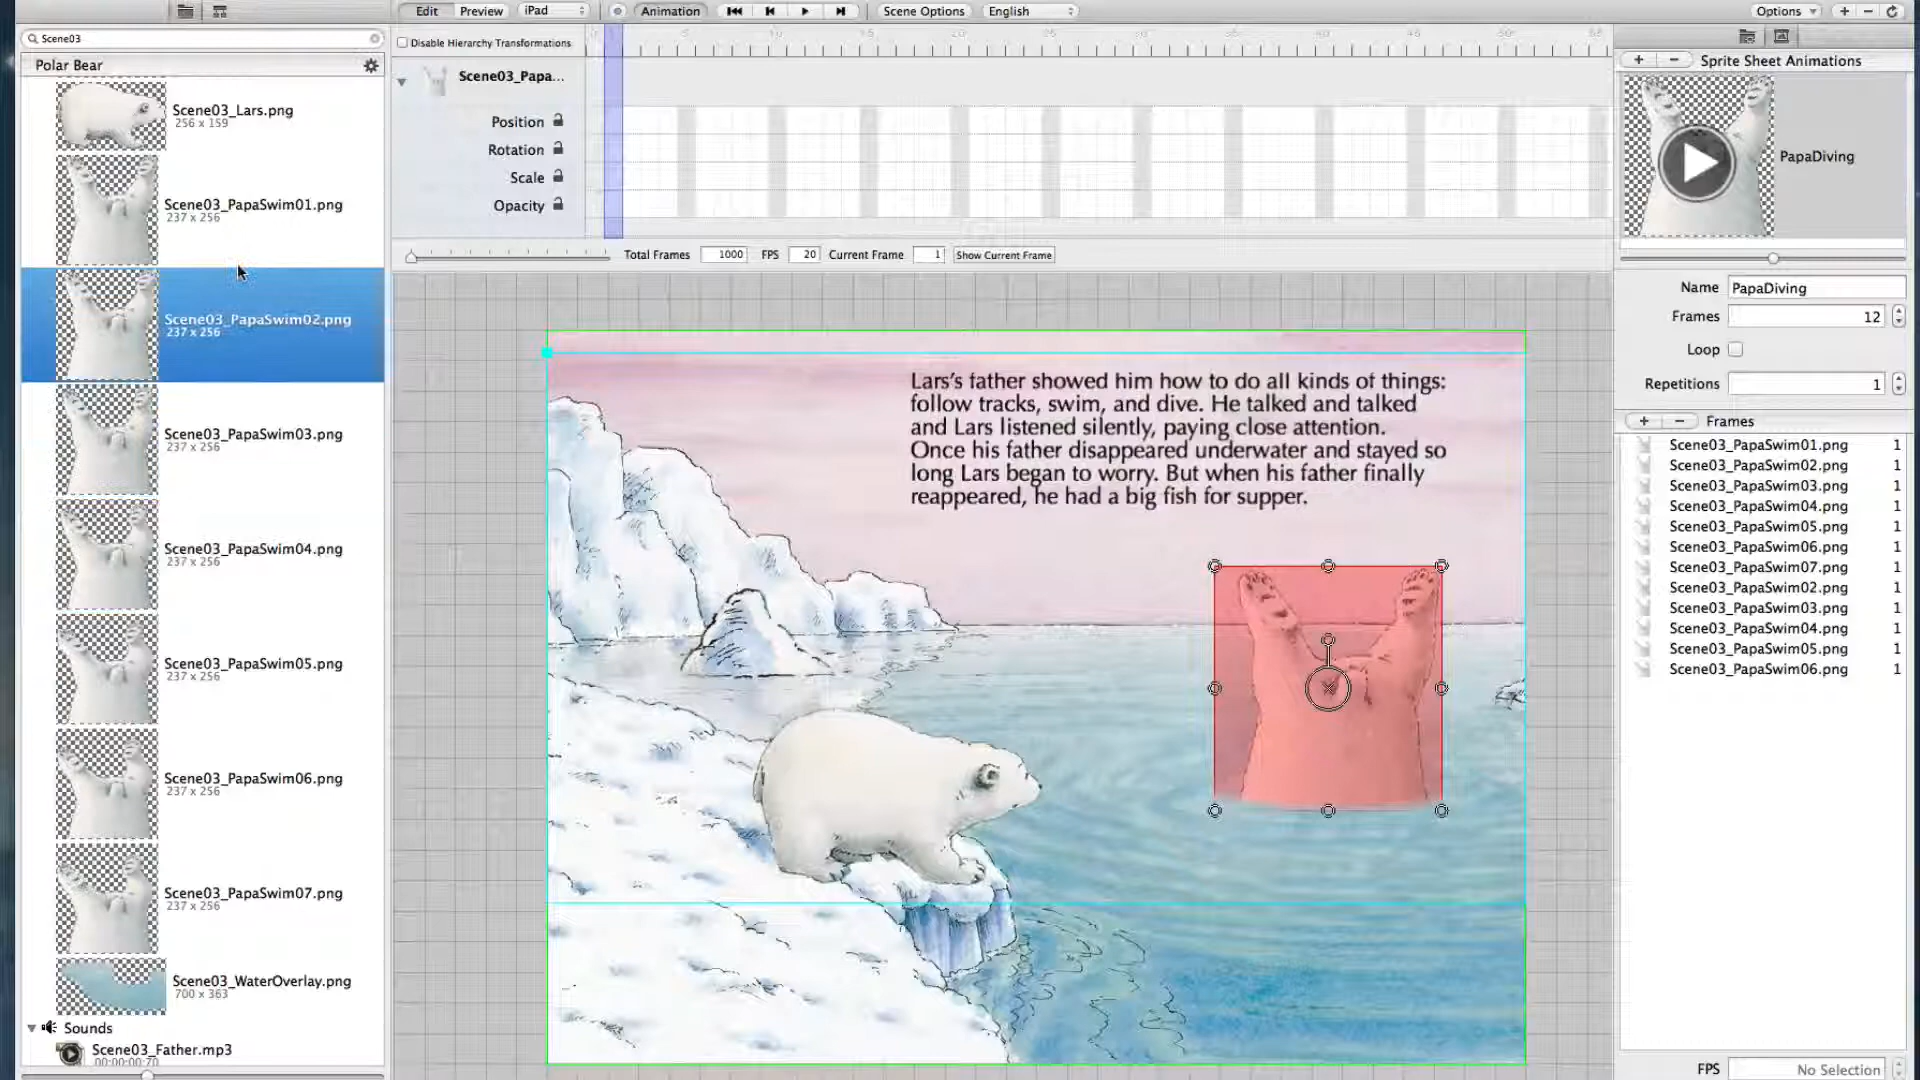 Edit
Preview
iPad
Animation
Scene Options
English
Options
Scene03
Polar Bear
Scene03_Lars.png
256 x 159
Scene03_PapaSwim01.png
237 x 256
Scene03_PapaSwim02.png
237 x 256
Scene03_PapaSwim03.png
237 x 256
Scene03_PapaSwim04.png
237 x 256
Scene03_PapaSwim05.png
237 x 256
Scene03_PapaSwim06.png
237 x 256
Scene03_PapaSwim07.png
237 x 256
Scene03_WaterOverlay.png
700 x 363
Sounds
Scene03_Father.mp3
Disable Hierarchy Transformations
Scene03_Papa...
Position
Rotation
Scale
Opacity
Total Frames 1000 FPS 20 Current Frame 1 Show Current Frame
Lars's father showed him how to do all kinds of things:
follow tracks, swim, and dive. He talked and talked
and Lars listened silently, paying close attention.
Once his father disappeared underwater and stayed so
long Lars began to worry. But when his father finally
reappeared, he had a big fish for supper.
Sprite Sheet Animations
PapaDiving
Name PapaDiving
Frames 12
Loop
Repetitions 1
Frames
Scene03_PapaSwim01.png 1
Scene03_PapaSwim02.png 1
Scene03_PapaSwim03.png 1
Scene03_PapaSwim04.png 1
Scene03_PapaSwim05.png 1
Scene03_PapaSwim06.png 1
Scene03_PapaSwim07.png 1
Scene03_PapaSwim02.png 1
Scene03_PapaSwim03.png 1
Scene03_PapaSwim04.png 1
Scene03_PapaSwim05.png 1
Scene03_PapaSwim06.png 1
FPS No Selection